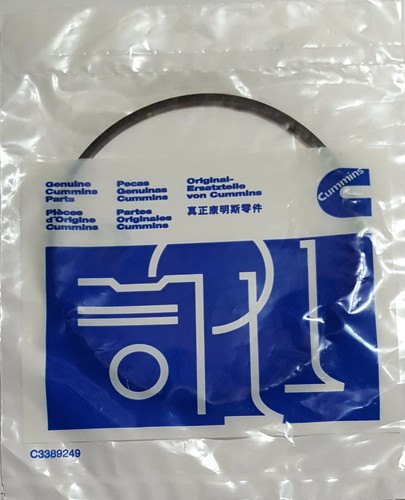 Genuine
Cummins
Parts
Pecas
Genuinas
Cummins
Original-
Ersatzteile
von Cummins
Pièces
d'Origine
Cummins
Partes
Originales
Cummins
真正康明斯零件
Cummins
C3389249